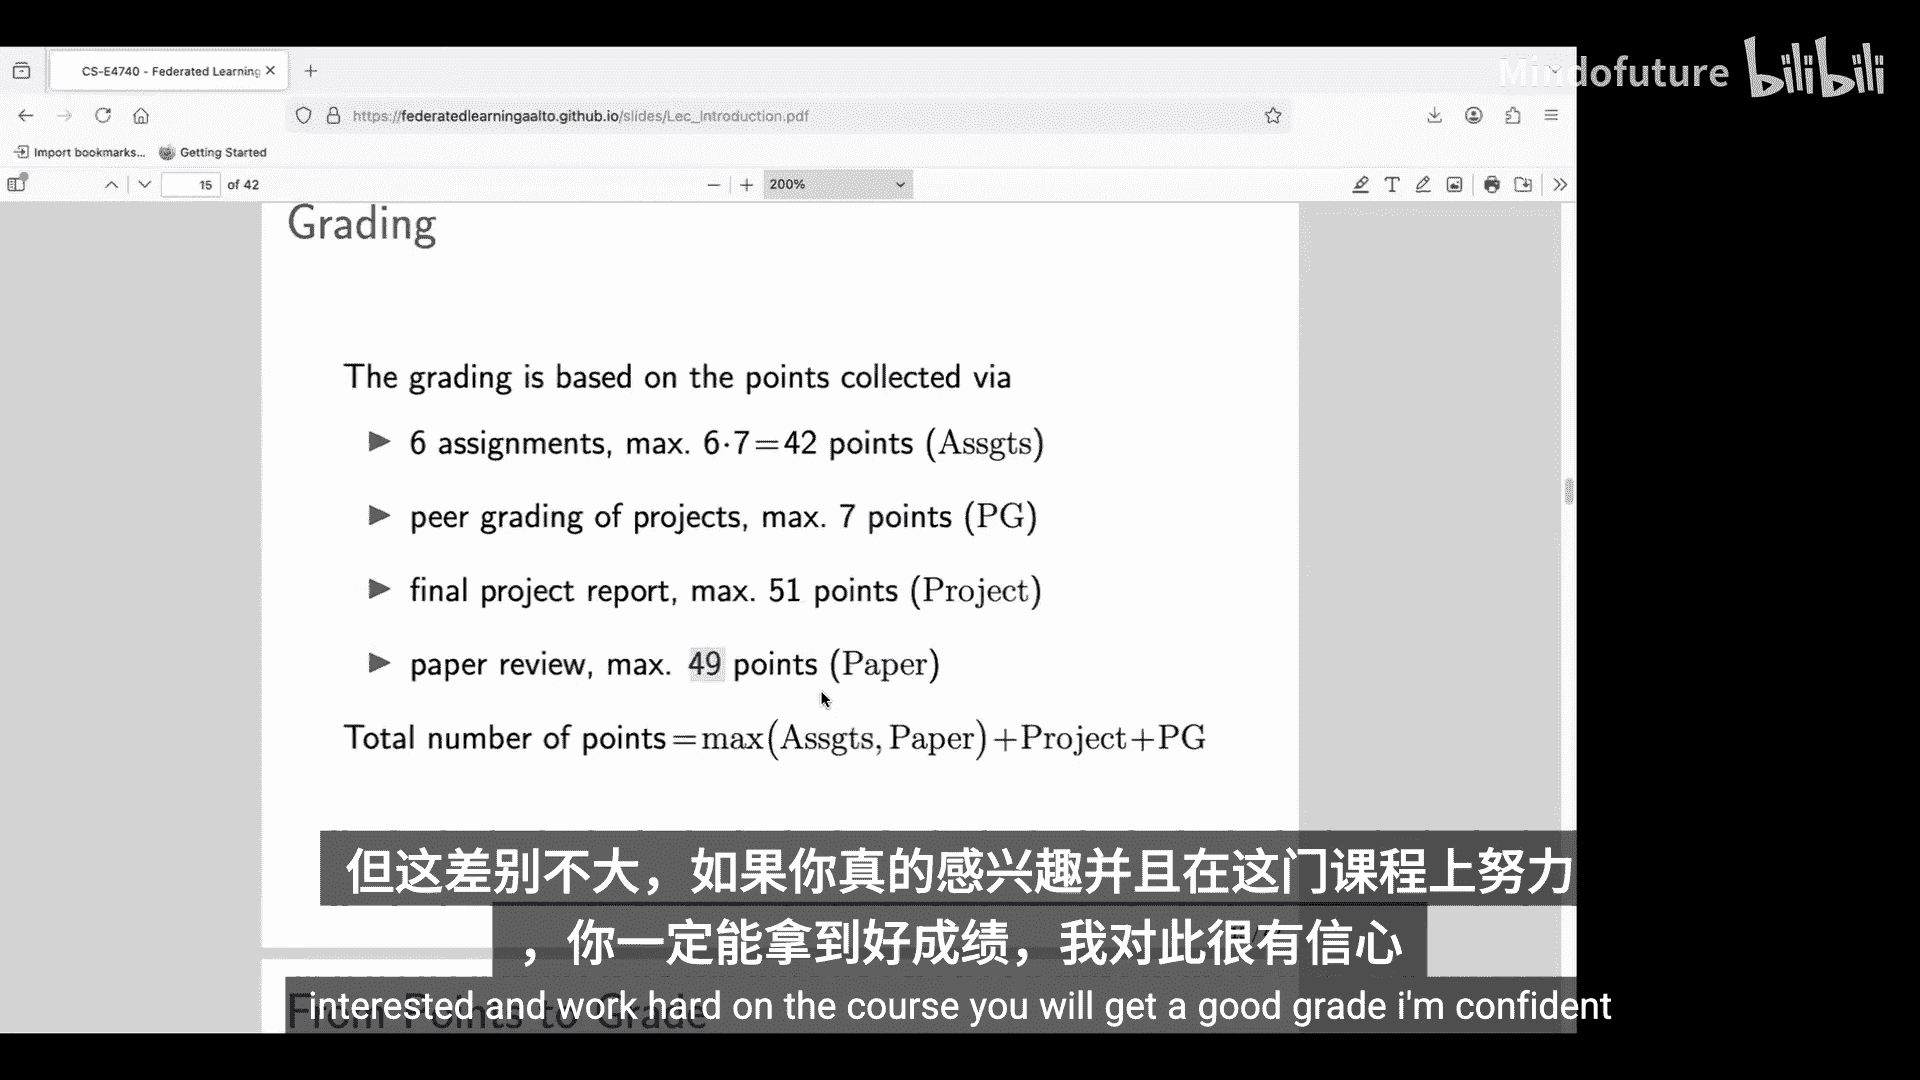 CS-E4740 - Federated Learning
Mindofuture bilibili
https://federatedlearningaalto.github.io/slides/Lec_Introduction.pdf
Import bookmarks... Getting Started
15 of 42
200%
Grading
The grading is based on the points collected via
6 assignments, max. 6·7=42 points (Assgts)
peer grading of projects, max. 7 points (PG)
final project report, max. 51 points (Project)
paper review, max. 49 points (Paper)
Total number of points=max(Assgts,Paper)+Project+PG
但这差别不大，如果你真的感兴趣并且在这门课程上努力
，你一定能拿到好成绩，我对此很有信心
From Points to Grade
interested and work hard on the course you will get a good grade i'm confident